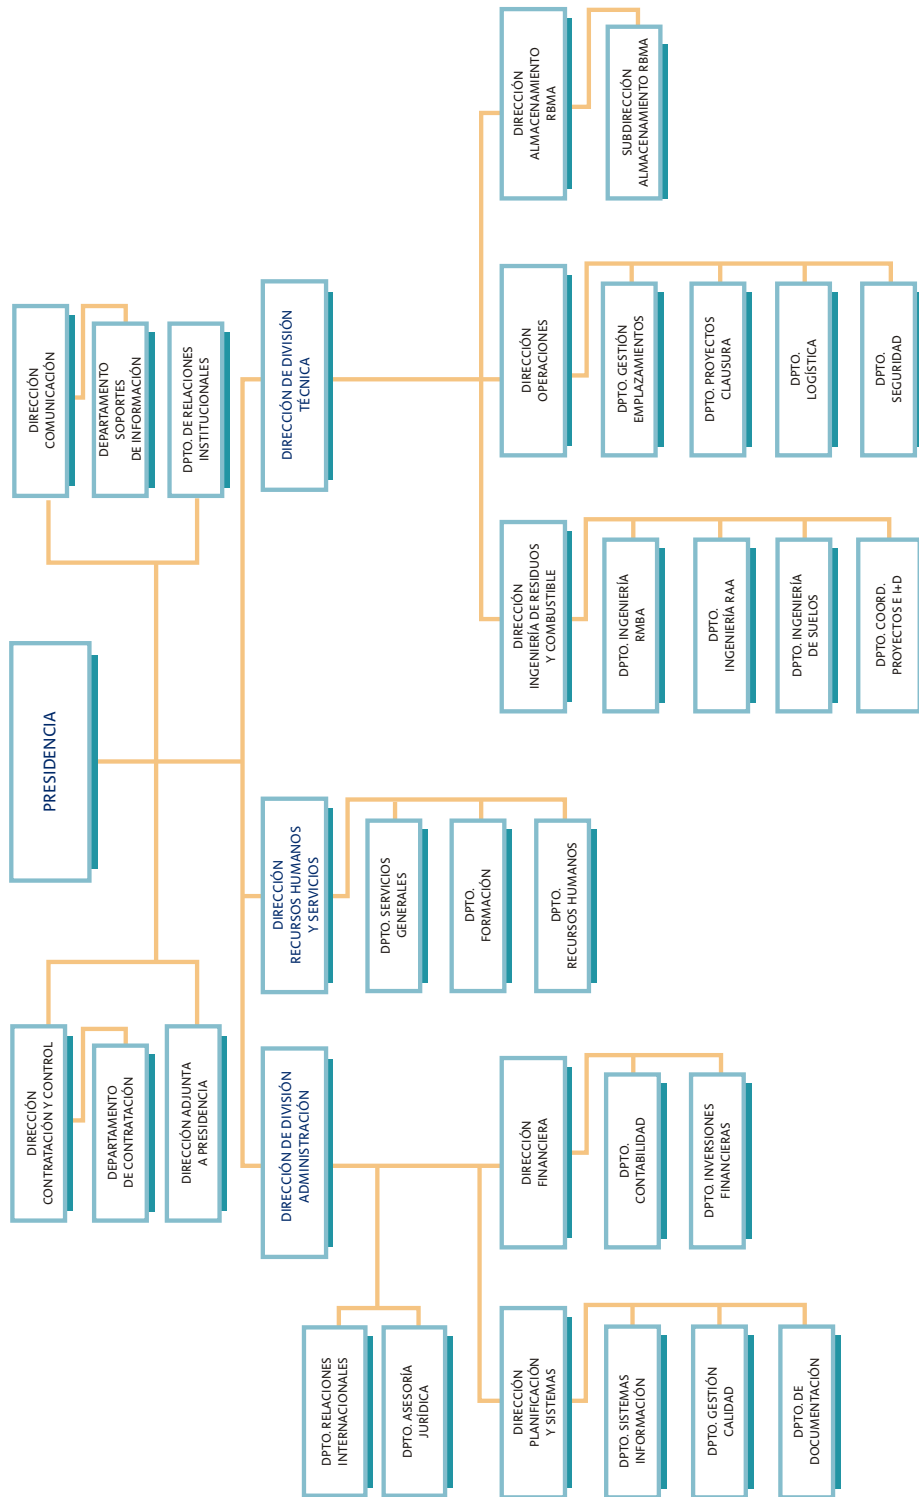 PRESIDENCIA
DIRECCIÓN
CONTRATACIÓN Y CONTROL
DEPARTAMENTO
DE CONTRATACIÓN
DIRECCIÓN ADJUNTA
A PRESIDENCIA
DIRECCIÓN
COMUNICACIÓN
DEPARTAMENTO
SOPORTES
DE INFORMACIÓN
DPTO. DE RELACIONES
INSTITUCIONALES
DIRECCIÓN DE DIVISIÓN
ADMINISTRACIÓN
DIRECCIÓN
RECURSOS HUMANOS
Y SERVICIOS
DIRECCIÓN DE DIVISIÓN
TÉCNICA
DPTO. RELACIONES
INTERNACIONALES
DPTO. ASESORÍA
JURÍDICA
DPTO. SERVICIOS
GENERALES
DPTO.
FORMACIÓN
DPTO.
RECURSOS HUMANOS
DIRECCIÓN
PLANIFICACIÓN
Y SISTEMAS
DPTO. SISTEMAS
INFORMACIÓN
DPTO. GESTIÓN
CALIDAD
DPTO. DE
DOCUMENTACIÓN
DIRECCIÓN
FINANCIERA
DPTO.
CONTABILIDAD
DPTO. INVERSIONES
FINANCIERAS
DIRECCIÓN
INGENIERÍA DE RESIDUOS
Y COMBUSTIBLE
DPTO. INGENIERÍA
RMBA
DPTO.
INGENIERÍA RAA
DPTO. INGENIERÍA
DE SUELOS
DPTO. COORD.
PROYECTOS E I+D
DIRECCIÓN
OPERACIONES
DPTO. GESTIÓN
EMPLAZAMIENTOS
DPTO. PROYECTOS
CLAUSURA
DPTO.
LOGÍSTICA
DPTO.
SEGURIDAD
DIRECCIÓN
ALMACENAMIENTO
RBMA
SUBDIRECCIÓN
ALMACENAMIENTO RBMA